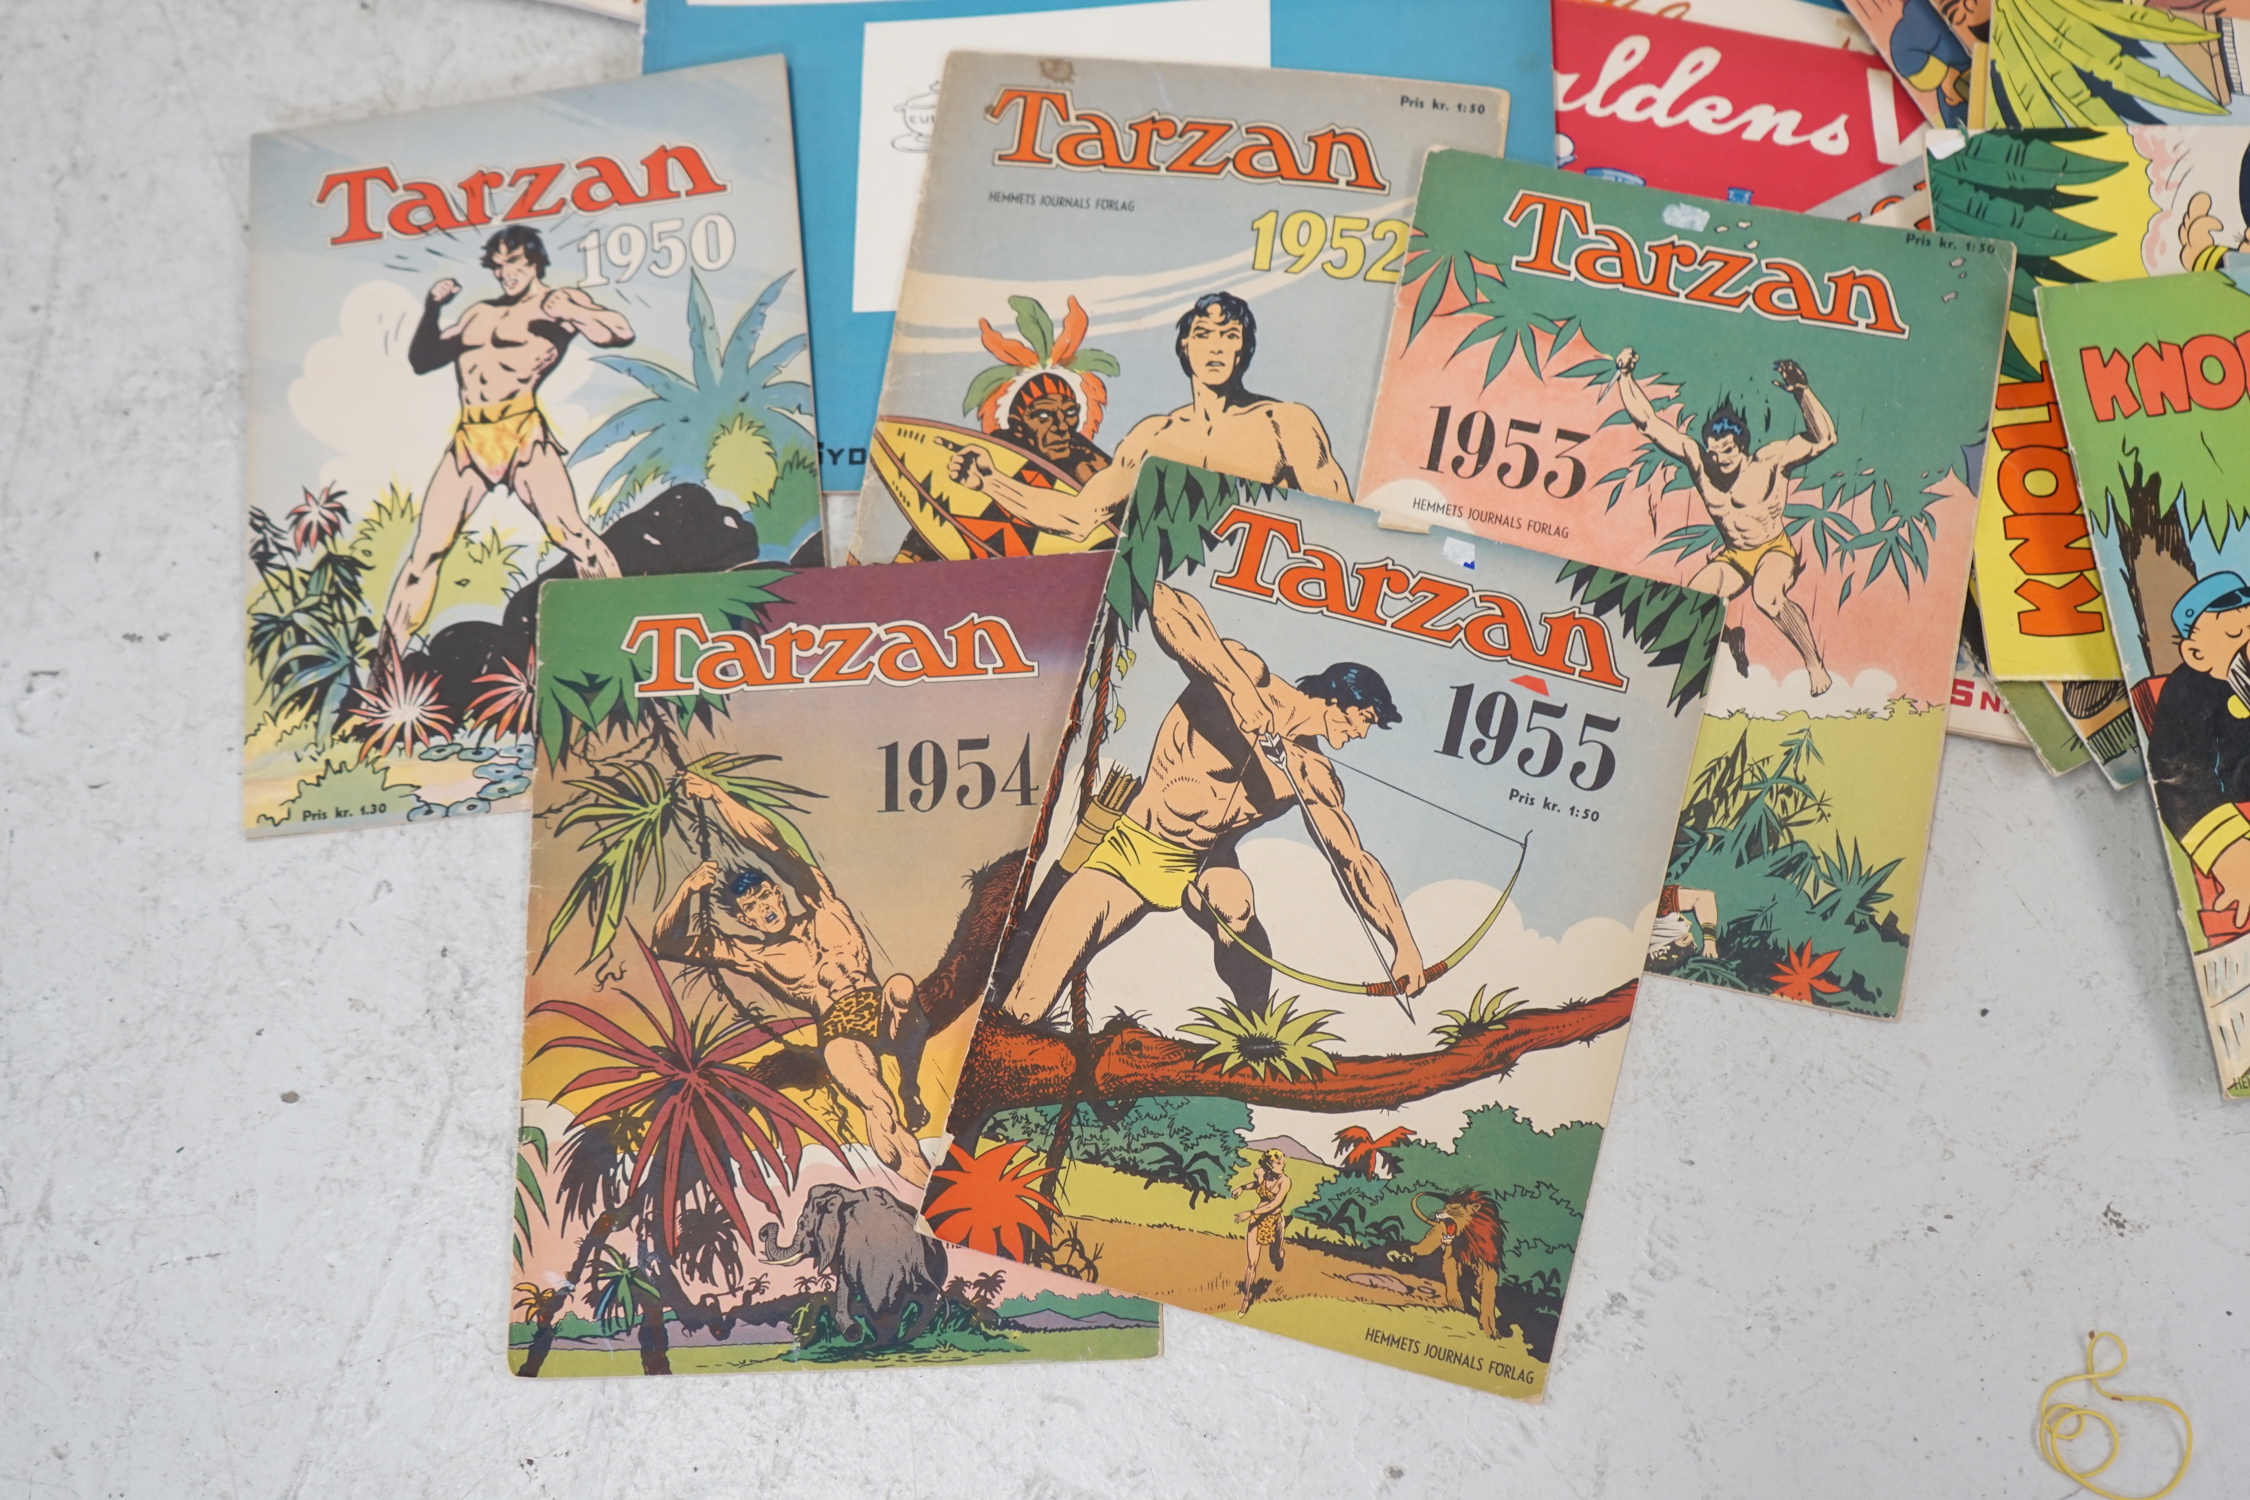 Tarzan
1950
Pris kr. 1.30
Tarzan
Pris kr. 1:50
HEMMETS JOURNALS FÖRLAG
1952
ldens
Tarzan
Pris kr. 1:50
1953
HEMMETS JOURNALS FÖRLAG
KNOLL
Tarzan
1954
Tarzan
1955
Pris kr. 1:50
HEMMETS JOURNALS FÖRLAG